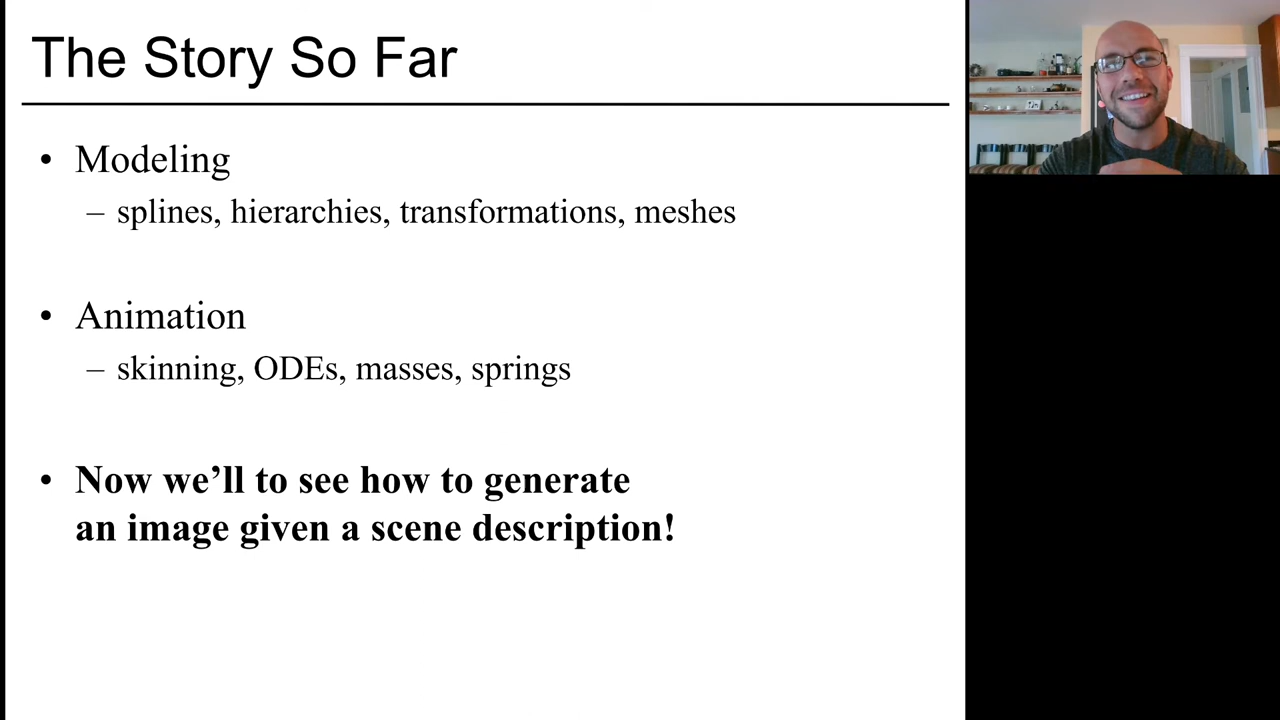 The Story So Far
• Modeling
– splines, hierarchies, transformations, meshes
• Animation
– skinning, ODEs, masses, springs
• Now we’ll to see how to generate
an image given a scene description!